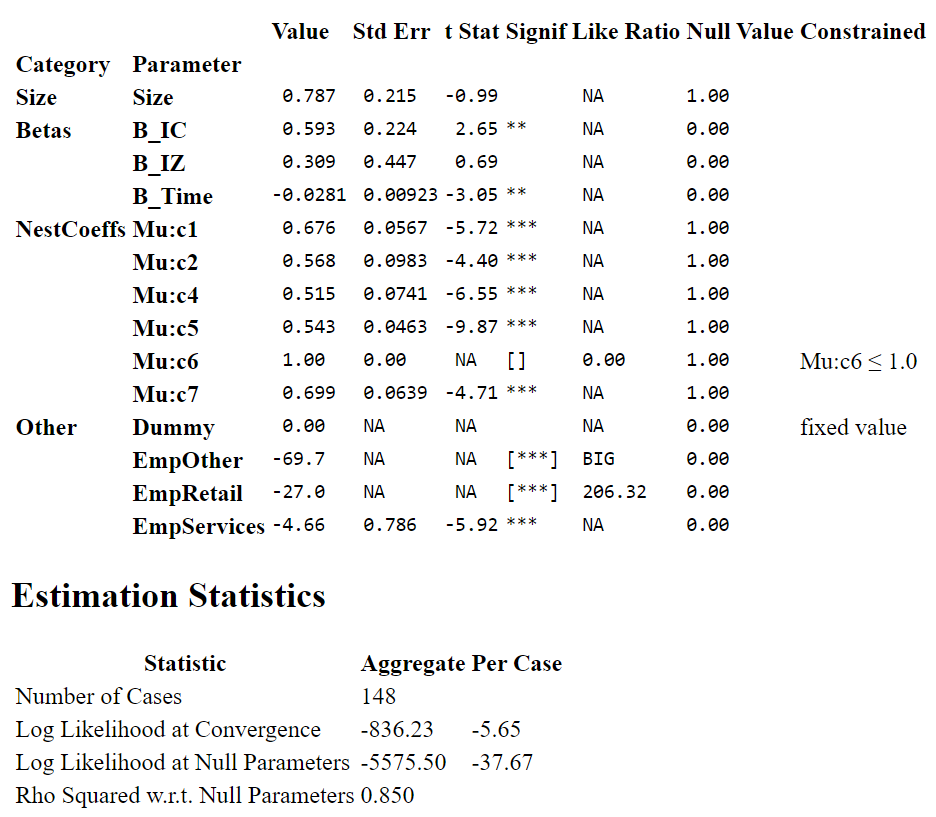 Value Std Err t Stat Signif Like Ratio Null Value Constrained
Category Parameter
Size Size 0.787 0.215 -0.99 NA 1.00
Betas B_IC 0.593 0.224 2.65 ** NA 0.00
B_IZ 0.309 0.447 0.69 NA 0.00
B_Time -0.0281 0.00923 -3.05 ** NA 0.00
NestCoeffs Mu:c1 0.676 0.0567 -5.72 *** NA 1.00
Mu:c2 0.568 0.0983 -4.40 *** NA 1.00
Mu:c4 0.515 0.0741 -6.55 *** NA 1.00
Mu:c5 0.543 0.0463 -9.87 *** NA 1.00
Mu:c6 1.00 0.00 NA [] 0.00 1.00 Mu:c6 ≤ 1.0
Mu:c7 0.699 0.0639 -4.71 *** NA 1.00
Other Dummy 0.00 NA NA NA 0.00 fixed value
EmpOther -69.7 NA NA [***] BIG 0.00
EmpRetail -27.0 NA NA [***] 206.32 0.00
EmpServices -4.66 0.786 -5.92 *** NA 0.00
Estimation Statistics
Statistic Aggregate Per Case
Number of Cases 148
Log Likelihood at Convergence -836.23 -5.65
Log Likelihood at Null Parameters -5575.50 -37.67
Rho Squared w.r.t. Null Parameters 0.850